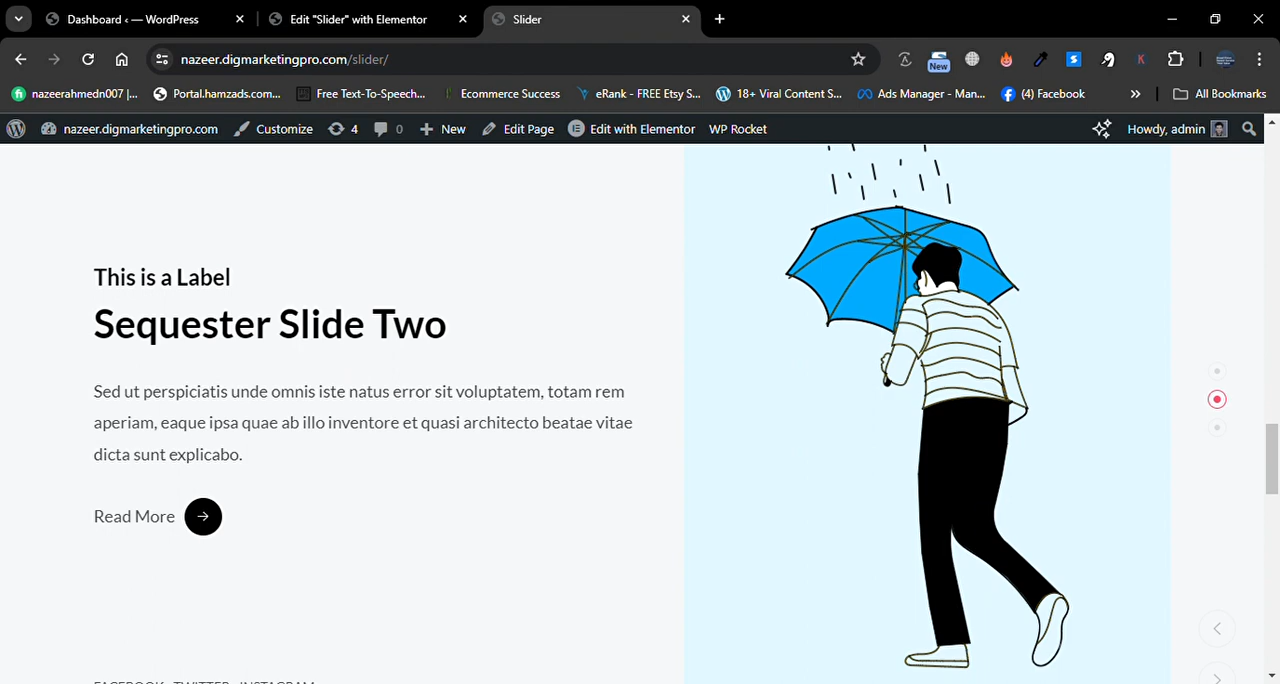 Dashboard ‹ — WordPress
Edit "Slider" with Elementor
Slider
nazeer.digmarketingpro.com/slider/
New
nazeerahmedn007 |...
Portal.hamzads.com...
Free Text-To-Speech...
Ecommerce Success
eRank - FREE Etsy S...
18+ Viral Content S...
Ads Manager - Man...
(4) Facebook
All Bookmarks
nazeer.digmarketingpro.com
Customize
4
0
New
Edit Page
Edit with Elementor
WP Rocket
Howdy, admin
This is a Label
Sequester Slide Two
Sed ut perspiciatis unde omnis iste natus error sit voluptatem, totam rem
aperiam, eaque ipsa quae ab illo inventore et quasi architecto beatae vitae
dicta sunt explicabo.
Read More
FACEBOOK TWITTER INSTAGRAM